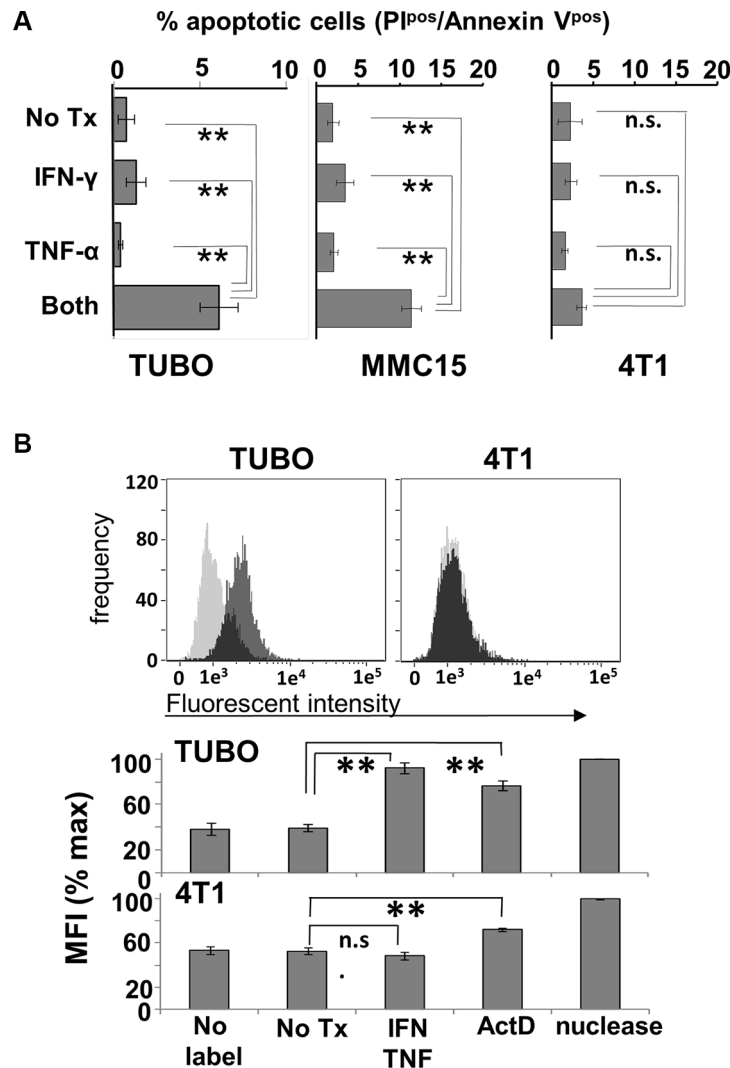 A
% apoptotic cells (PIpos/Annexin Vpos)
0 5 10 0 5 10 15 20 0 5 10 15 20
No Tx ** ** n.s.
IFN-γ ** ** n.s.
TNF-α ** ** n.s.
Both
TUBO MMC15 4T1
B
TUBO 4T1
120
80
40
0
frequency
0 1e3 1e4 1e5 0 1e3 1e4 1e5
Fluorescent intensity
TUBO
100
60
20
0
** **
MFI (% max)
4T1
100
60
20
0
**
n.s
.
No label
No Tx
IFN TNF
ActD
nuclease